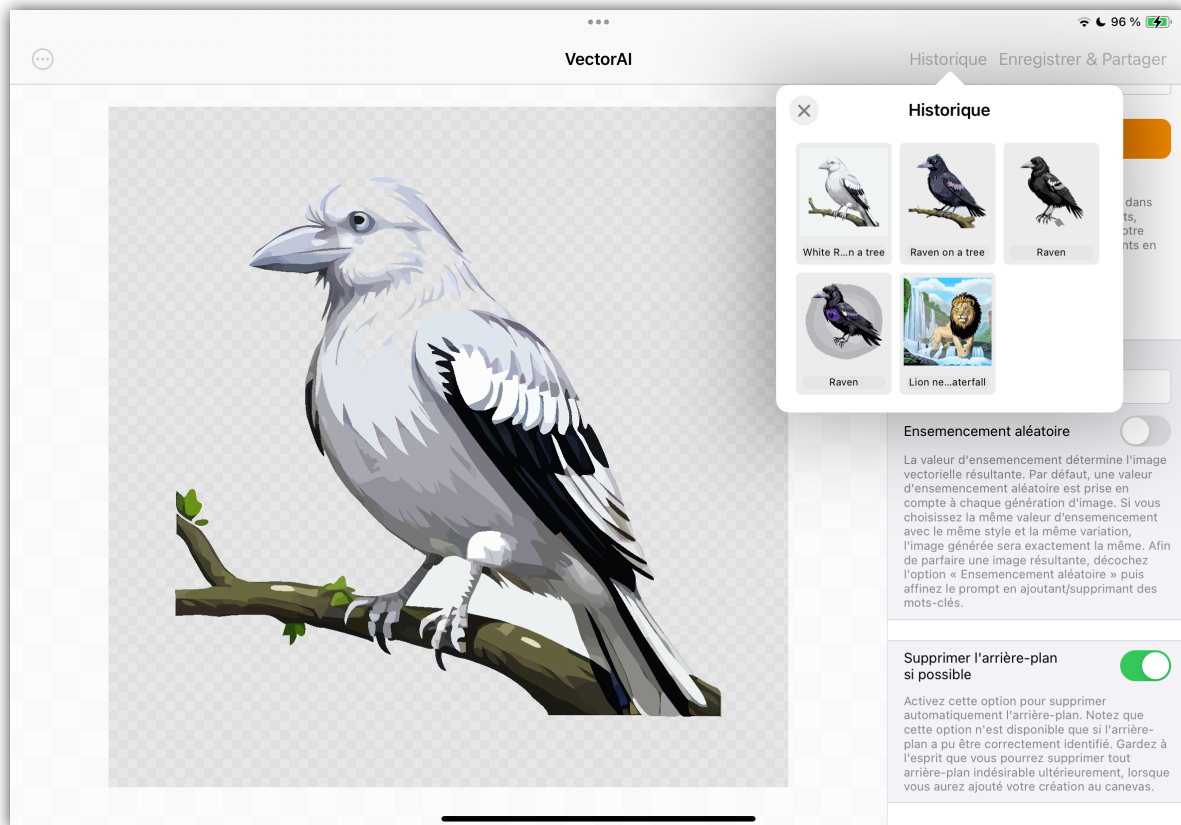 96 %
VectorAI
Historique Enregistrer & Partager
Historique
White R...n a tree
Raven on a tree
Raven
Raven
Lion ne...aterfall
dans
ts,
otre
nts en
Ensemencement aléatoire
La valeur d'ensemencement détermine l'image
vectorielle résultante. Par défaut, une valeur
d'ensemencement aléatoire est prise en
compte à chaque génération d'image. Si vous
choisissez la même valeur d'ensemencement
avec le même style et la même variation,
l'image générée sera exactement la même. Afin
de parfaire une image résultante, décochez
l'option « Ensemencement aléatoire » puis
affinez le prompt en ajoutant/supprimant des
mots-clés.
Supprimer l'arrière-plan
si possible
Activez cette option pour supprimer
automatiquement l'arrière-plan. Notez que
cette option n'est disponible que si l'arrière-
plan a pu être correctement identifié. Gardez à
l'esprit que vous pourrez supprimer tout
arrière-plan indésirable ultérieurement, lorsque
vous aurez ajouté votre création au canevas.